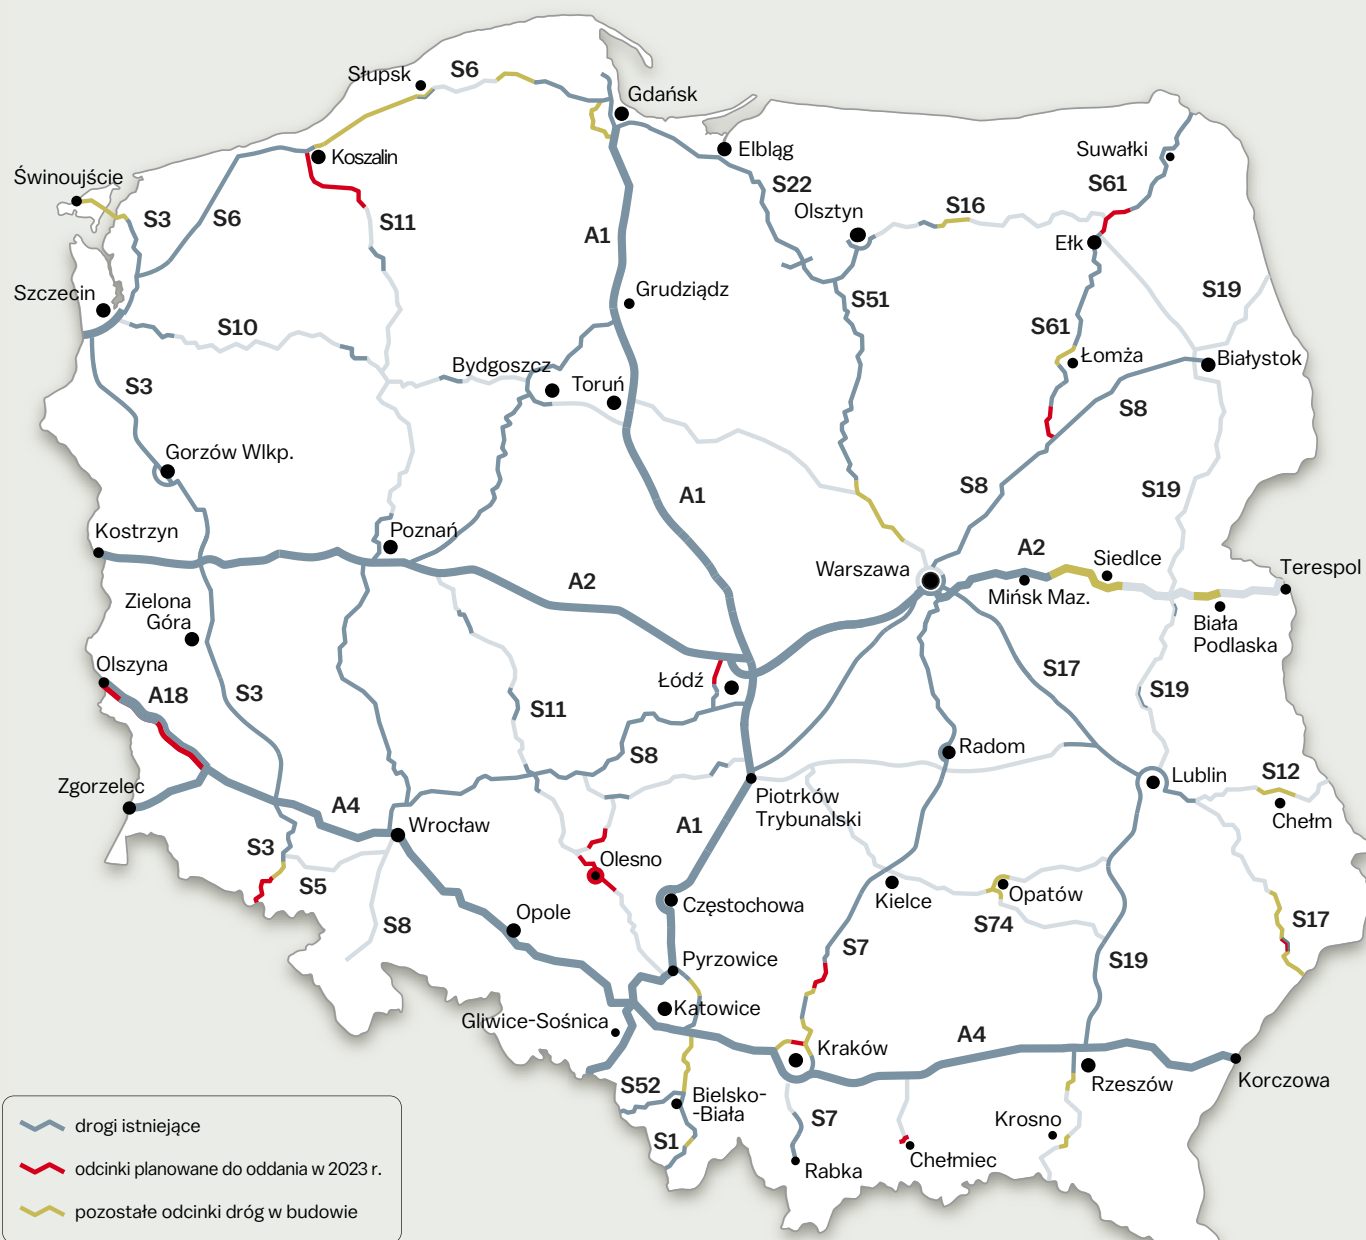 Słupsk
S6
Gdańsk
Koszalin
Elbląg
Suwałki
Świnoujście
S3
S6
S11
S22
S61
Olsztyn
S16
A1
Ełk
Szczecin
Grudziądz
S19
S10
S51
S61
Łomża
Białystok
Bydgoszcz
Toruń
S3
S8
Gorzów Wlkp.
A1
S8
S19
Kostrzyn
Poznań
A2
Siedlce
Warszawa
A2
Mińsk Maz.
Terespol
Zielona
Góra
Biała
Podlaska
Olszyna
A18
S3
Łódź
S17
S19
S11
S8
Radom
Zgorzelec
A4
Piotrków
Trybunalski
Lublin
S12
Chełm
Wrocław
A1
S3
S5
Olesno
Kielce
Opatów
S74
Częstochowa
Opole
S8
S17
S7
Pyrzowice
S19
Katowice
Gliwice-Sośnica
Kraków
A4
Rzeszów
Korczowa
S52
Bielsko-
-Biała
S7
Krosno
S1
Rabka
Chełmiec
drogi istniejące
odcinki planowane do oddania w 2023 r.
pozostałe odcinki dróg w budowie